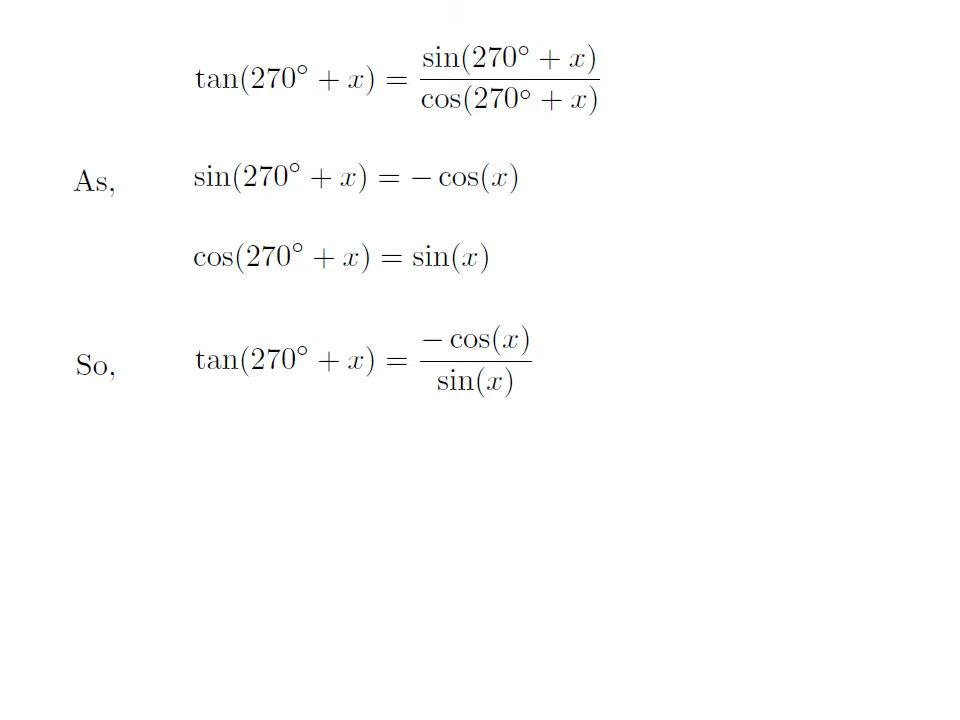 tan(270° + x) = sin(270° + x) / cos(270° + x)
As, sin(270° + x) = − cos(x)
cos(270° + x) = sin(x)
So, tan(270° + x) = − cos(x) / sin(x)